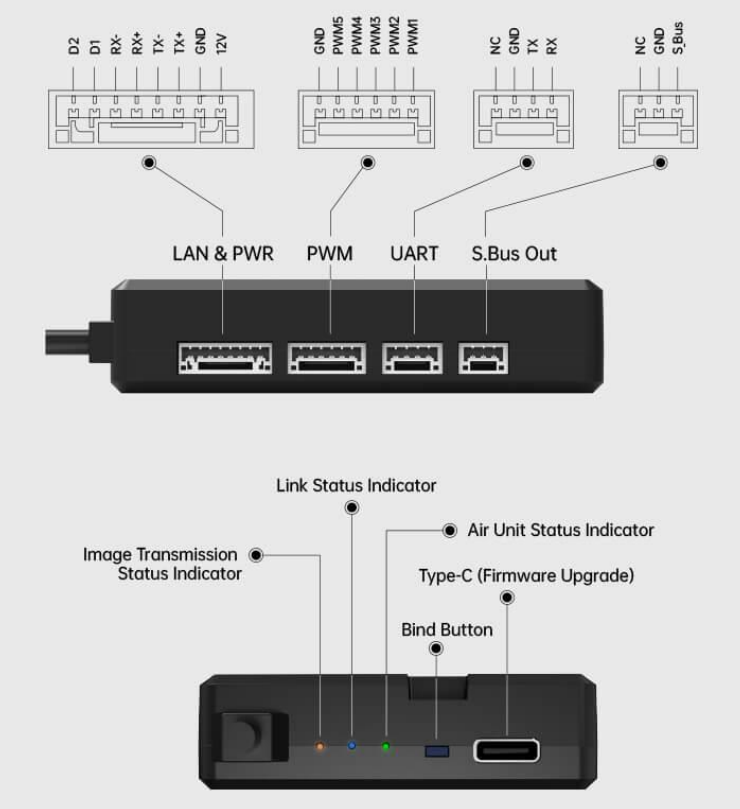 D2
D1
RX-
RX+
TX-
TX+
GND
12V
GND
PWM5
PWM4
PWM3
PWM2
PWM1
NC
GND
TX
RX
NC
GND
S_Bus
LAN & PWR
PWM
UART
S.Bus Out
Link Status Indicator
Air Unit Status Indicator
Image Transmission
Status Indicator
Type-C (Firmware Upgrade)
Bind Button